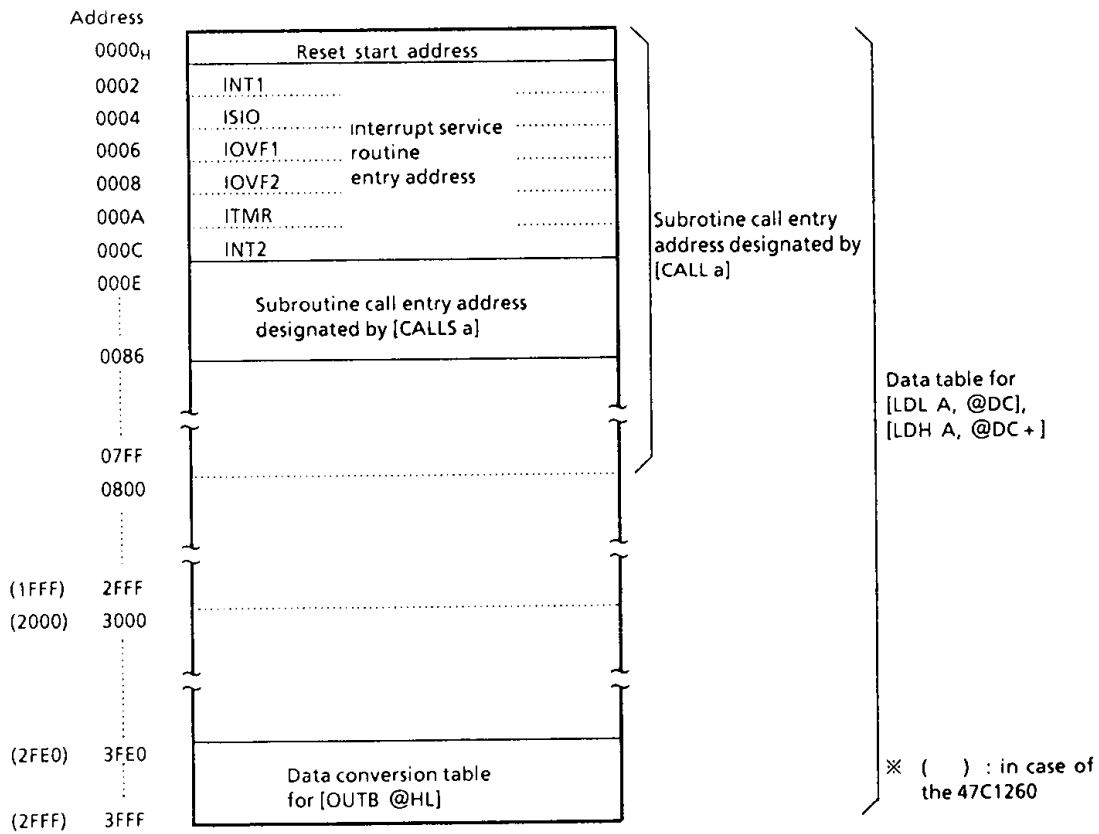 Address
0000H Reset start address
0002 INT1
0004 ISIO interrupt service
0006 IOVF1 routine
0008 IOVF2 entry address
000A ITMR
000C INT2
000E
Subroutine call entry address
designated by [CALLS a]
0086
Subrotine call entry
address designated by
[CALL a]
Data table for
[LDL A, @DC],
[LDH A, @DC+]
07FF
0800
(1FFF) 2FFF
(2000) 3000
(2FE0) 3FE0
Data conversion table
for [OUTB @HL]
(2FFF) 3FFF
※ ( ) : in case of
the 47C1260